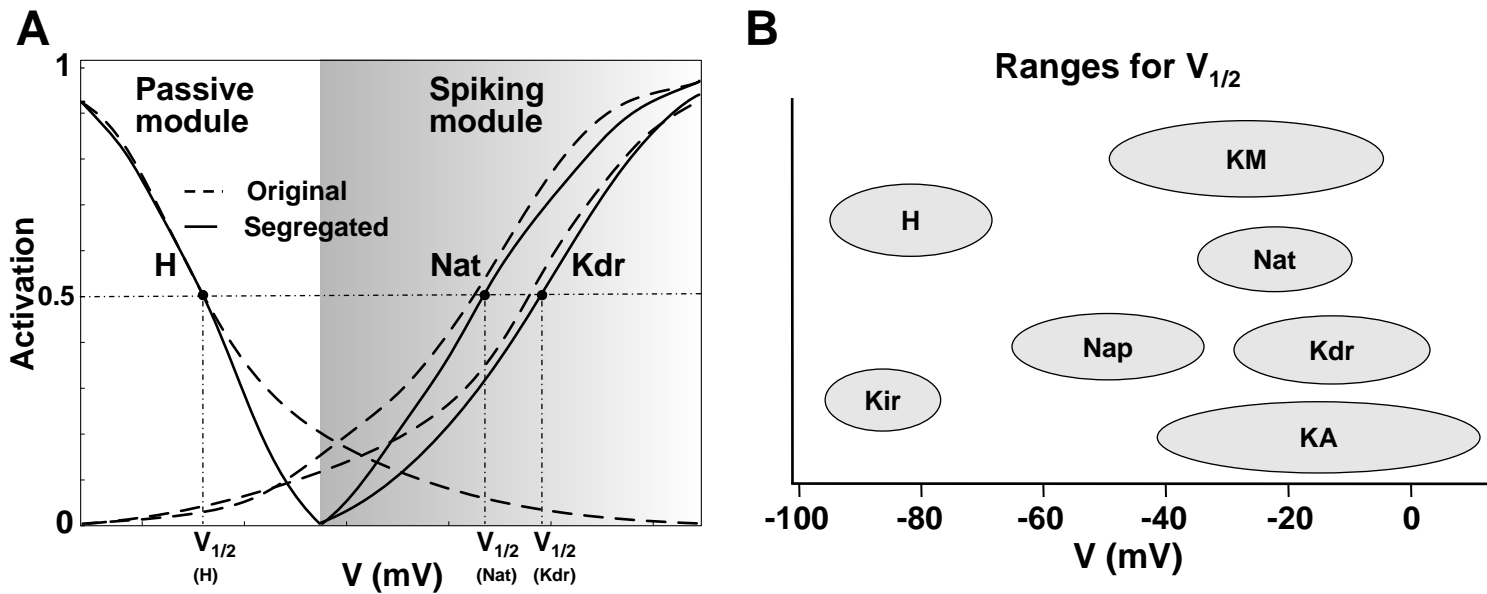 A
1
Passive
module
Spiking
module
Original
Segregated
H
Nat
Kdr
0.5
Activation
0
V1/2
(H)
V (mV)
V1/2
(Nat)
V1/2
(Kdr)
B
Ranges for V1/2
KM
H
Nat
Nap
Kdr
Kir
KA
-100
-80
-60
-40
-20
0
V (mV)